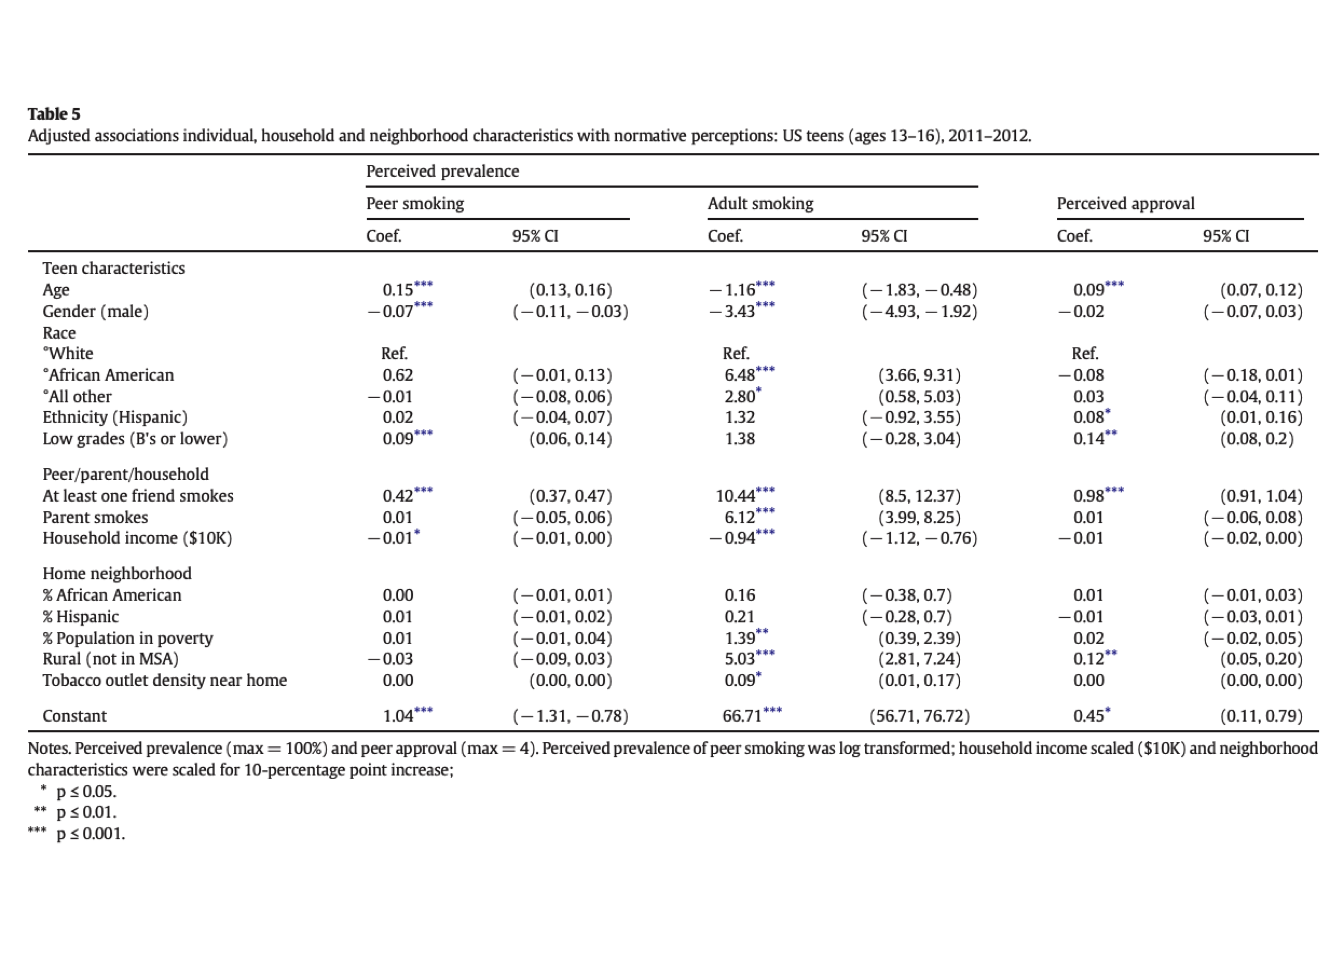 Table 5
Adjusted associations individual, household and neighborhood characteristics with normative perceptions: US teens (ages 13–16), 2011–2012.
Perceived prevalence
Peer smoking Adult smoking Perceived approval
Coef. 95% CI Coef. 95% CI Coef. 95% CI
Teen characteristics
Age 0.15*** (0.13, 0.16) −1.16*** (−1.83, −0.48) 0.09*** (0.07, 0.12)
Gender (male) −0.07*** (−0.11, −0.03) −3.43*** (−4.93, −1.92) −0.02 (−0.07, 0.03)
Race
°White Ref. Ref. Ref.
°African American 0.62 (−0.01, 0.13) 6.48*** (3.66, 9.31) −0.08 (−0.18, 0.01)
°All other −0.01 (−0.08, 0.06) 2.80* (0.58, 5.03) 0.03 (−0.04, 0.11)
Ethnicity (Hispanic) 0.02 (−0.04, 0.07) 1.32 (−0.92, 3.55) 0.08* (0.01, 0.16)
Low grades (B's or lower) 0.09*** (0.06, 0.14) 1.38 (−0.28, 3.04) 0.14** (0.08, 0.2)
Peer/parent/household
At least one friend smokes 0.42*** (0.37, 0.47) 10.44*** (8.5, 12.37) 0.98*** (0.91, 1.04)
Parent smokes 0.01 (−0.05, 0.06) 6.12*** (3.99, 8.25) 0.01 (−0.06, 0.08)
Household income ($10K) −0.01* (−0.01, 0.00) −0.94*** (−1.12, −0.76) −0.01 (−0.02, 0.00)
Home neighborhood
% African American 0.00 (−0.01, 0.01) 0.16 (−0.38, 0.7) 0.01 (−0.01, 0.03)
% Hispanic 0.01 (−0.01, 0.02) 0.21 (−0.28, 0.7) −0.01 (−0.03, 0.01)
% Population in poverty 0.01 (−0.01, 0.04) 1.39** (0.39, 2.39) 0.02 (−0.02, 0.05)
Rural (not in MSA) −0.03 (−0.09, 0.03) 5.03*** (2.81, 7.24) 0.12** (0.05, 0.20)
Tobacco outlet density near home 0.00 (0.00, 0.00) 0.09* (0.01, 0.17) 0.00 (0.00, 0.00)
Constant 1.04*** (−1.31, −0.78) 66.71*** (56.71, 76.72) 0.45* (0.11, 0.79)
Notes. Perceived prevalence (max = 100%) and peer approval (max = 4). Perceived prevalence of peer smoking was log transformed; household income scaled ($10K) and neighborhood
characteristics were scaled for 10-percentage point increase;
* p ≤ 0.05.
** p ≤ 0.01.
*** p ≤ 0.001.